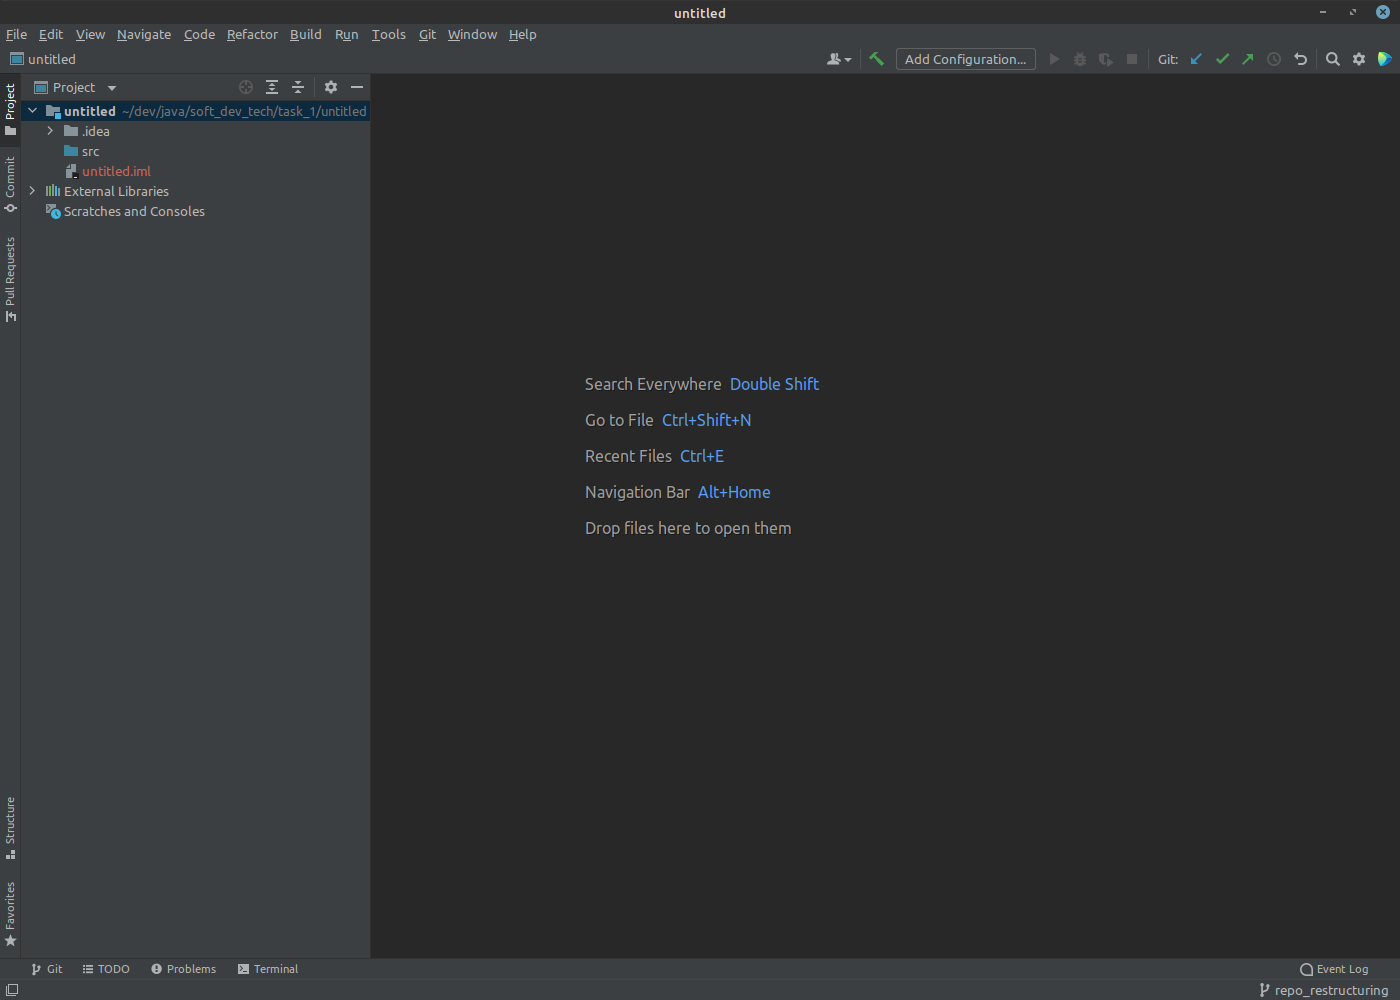 untitled
File Edit View Navigate Code Refactor Build Run Tools Git Window Help
untitled Add Configuration... Git:
Project
untitled ~/dev/java/soft_dev_tech/task_1/untitled
.idea
src
untitled.iml
External Libraries
Scratches and Consoles
Project
Commit
Pull Requests
Structure
Favorites
Search Everywhere Double Shift
Go to File Ctrl+Shift+N
Recent Files Ctrl+E
Navigation Bar Alt+Home
Drop files here to open them
Git TODO Problems Terminal Event Log
repo_restructuring